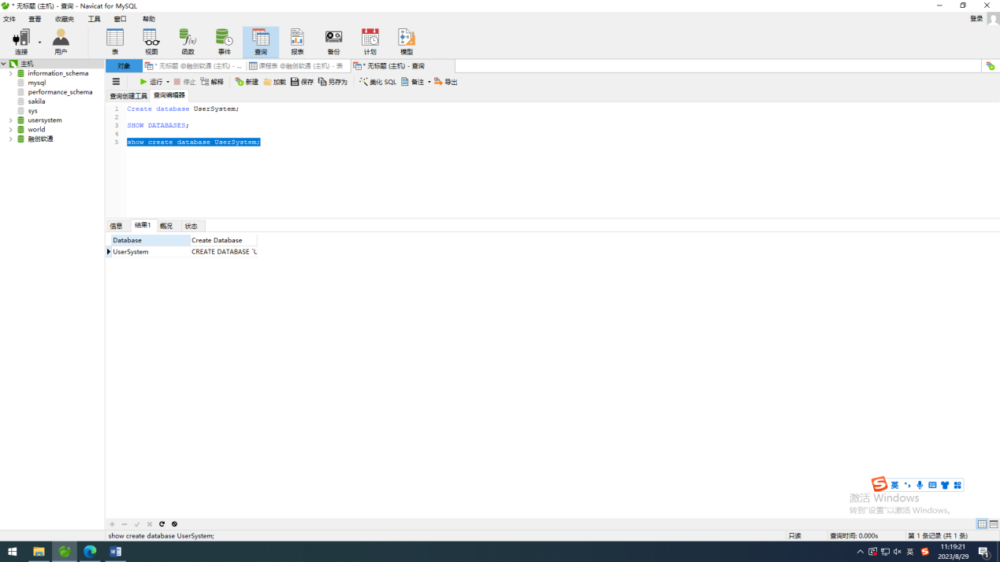 * 无标题 (主机) - 查询 - Navicat for MySQL
文件 查看 收藏夹 工具 窗口 帮助
登录
连接 用户 表 视图 函数 事件 查询 报表 备份 计划 模型
主机
information_schema
mysql
performance_schema
sakila
sys
usersystem
world
融创软通
对象 * 无标题 @融创软通 (主机) - ... 课程表 @融创软通 (主机) - 表 * 无标题 (主机) - 查询
运行 停止 解释 新建 加载 保存 另存为 美化 SQL 备注 导出
查询创建工具 查询编辑器
1 Create database UserSystem;
2
3 SHOW DATABASES;
4
5 show create database UserSystem;
信息 结果1 概况 状态
Database Create Database
UserSystem CREATE DATABASE `U
英
激活 Windows
转到"设置"以激活 Windows。
show create database UserSystem; 只读 查询时间: 0.000s 第 1 条记录 (共 1 条)
英 11:19:21
2023/8/29
1